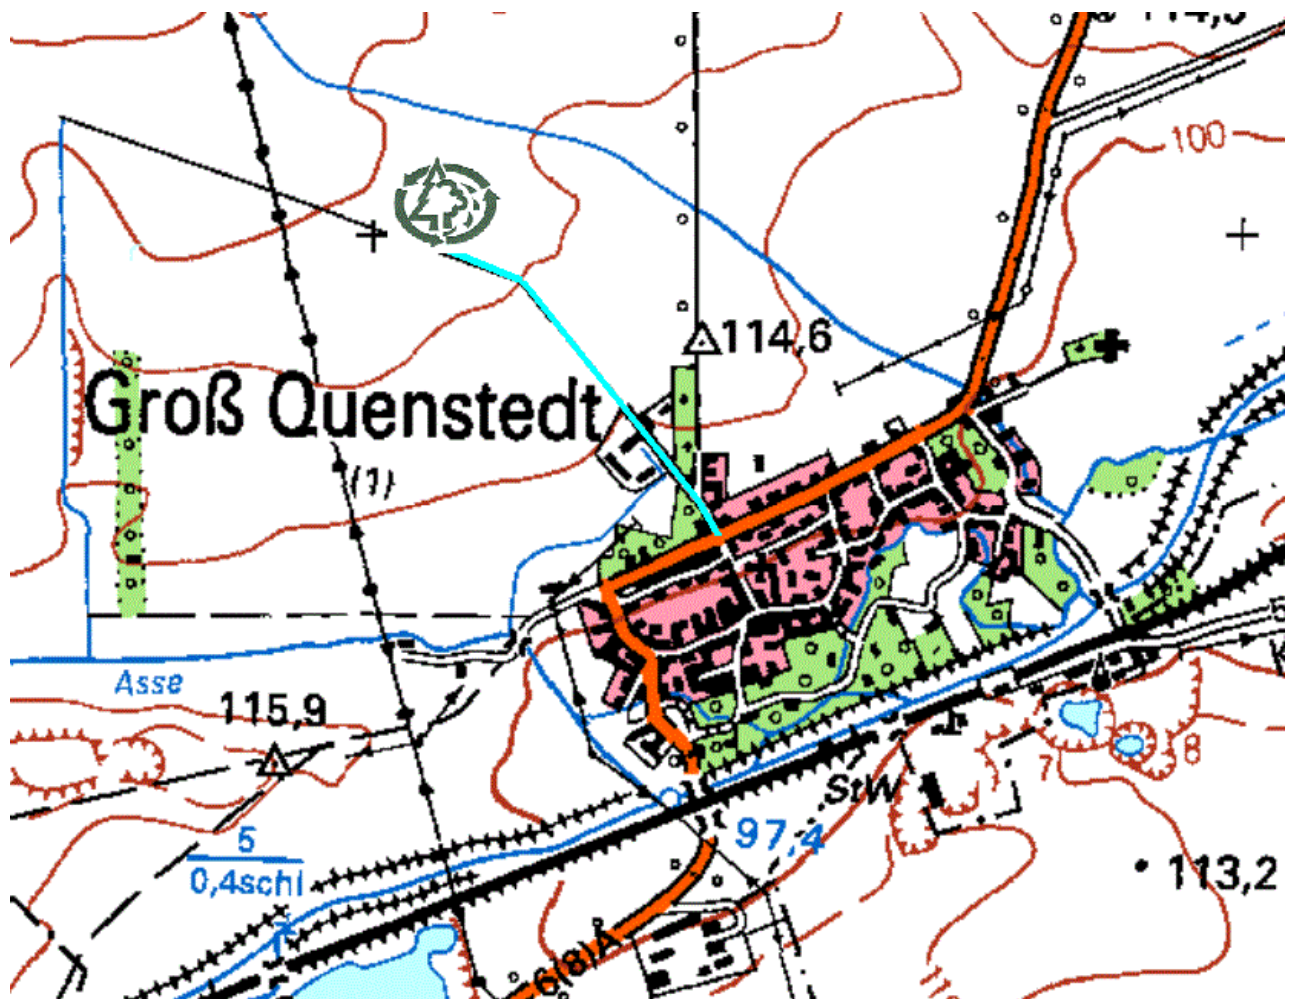 100
114,6
Groß Quenstedt
(1)
Asse
115,9
7
8
StW
5
97,4
0,4schl
113,2
6(8)A